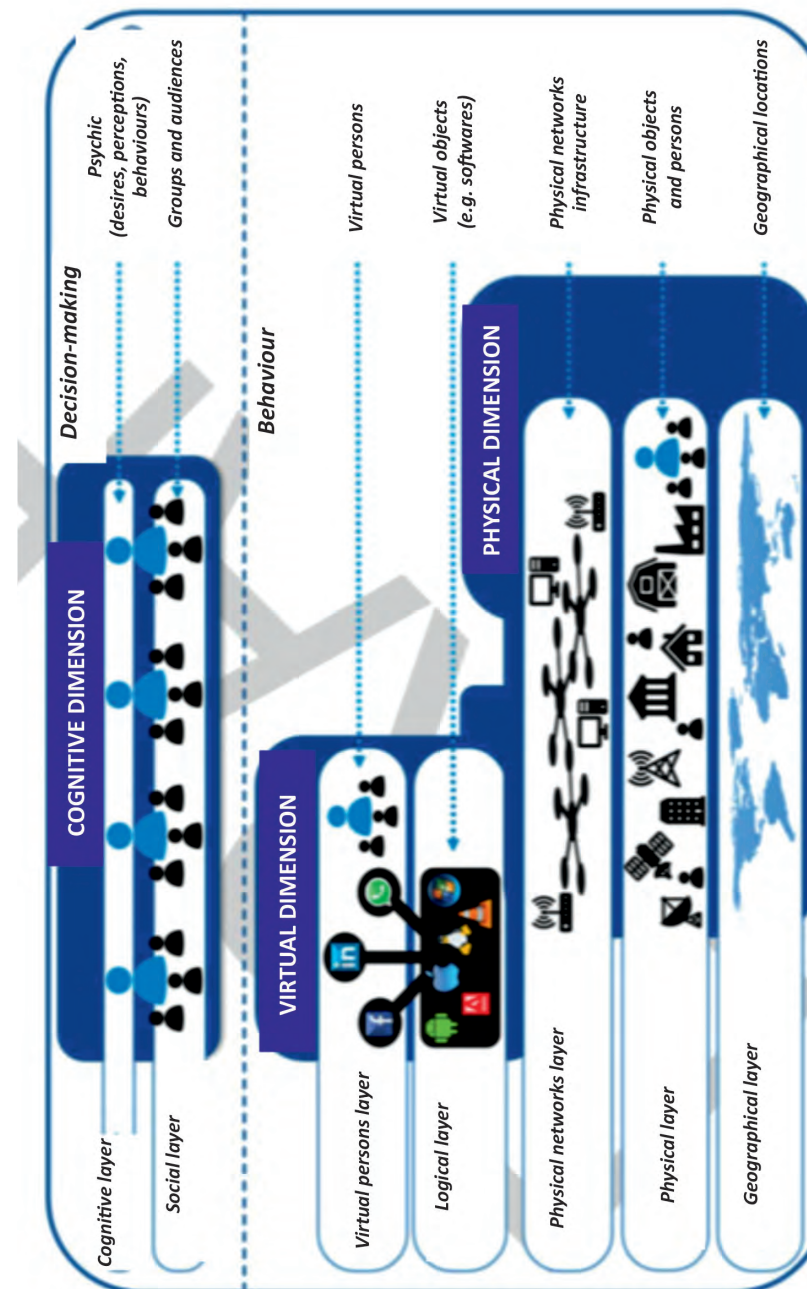 Decision-making
Psychic
(desires, perceptions,
behaviours)
Groups and audiences
COGNITIVE DIMENSION
Cognitive layer
Social layer
Behaviour
Virtual persons
Virtual objects
(e.g. softwares)
VIRTUAL DIMENSION
Virtual persons layer
Logical layer
in
f
PHYSICAL DIMENSION
Physical networks
infrastructure
Physical objects
and persons
Geographical locations
Physical networks layer
Physical layer
Geographical layer